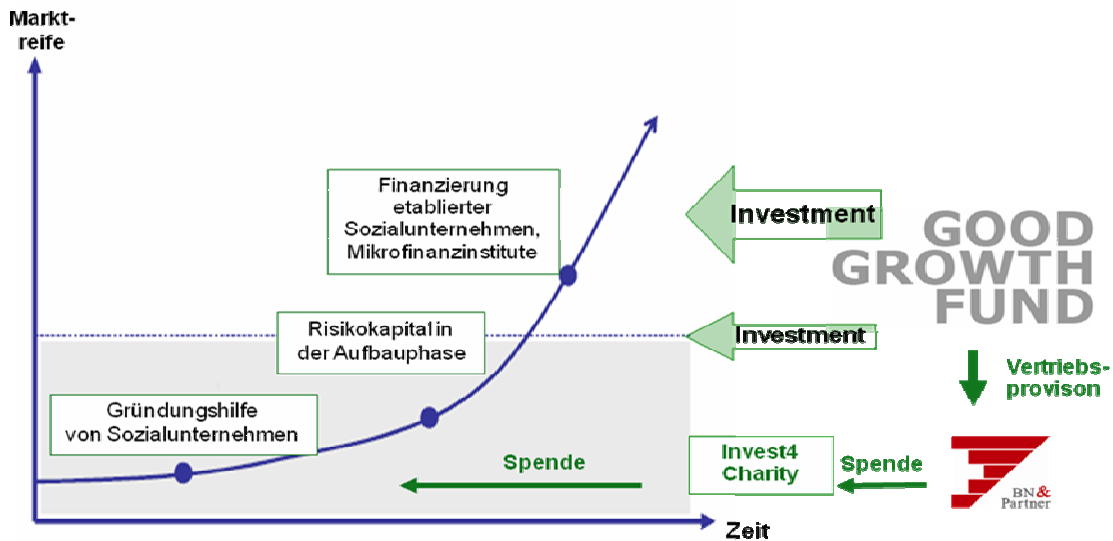 Markt-
reife
Finanzierung
etablierter
Sozialunternehmen,
Mikrofinanzinstitute
Investment
GOOD
GROWTH
FUND
Risikokapital in
der Aufbauphase
Investment
Vertriebs-
provison
Gründungshilfe
von Sozialunternehmen
Spende
Invest4
Charity
Spende
BN &
Partner
Zeit